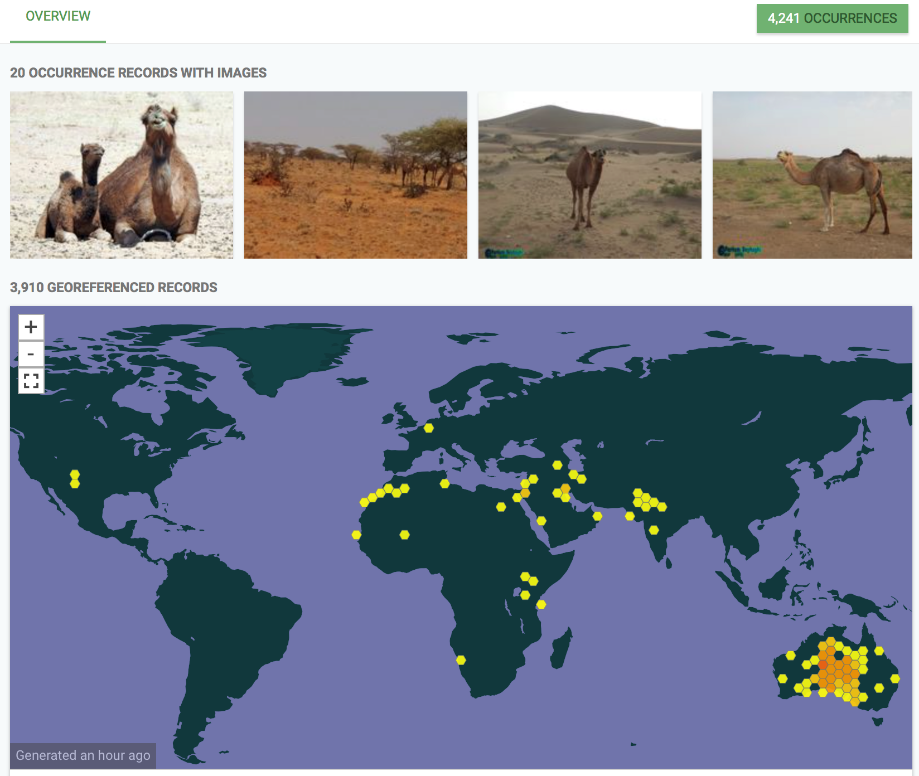 OVERVIEW
4,241 OCCURRENCES
20 OCCURRENCE RECORDS WITH IMAGES
3,910 GEOREFERENCED RECORDS
+
-
Generated an hour ago